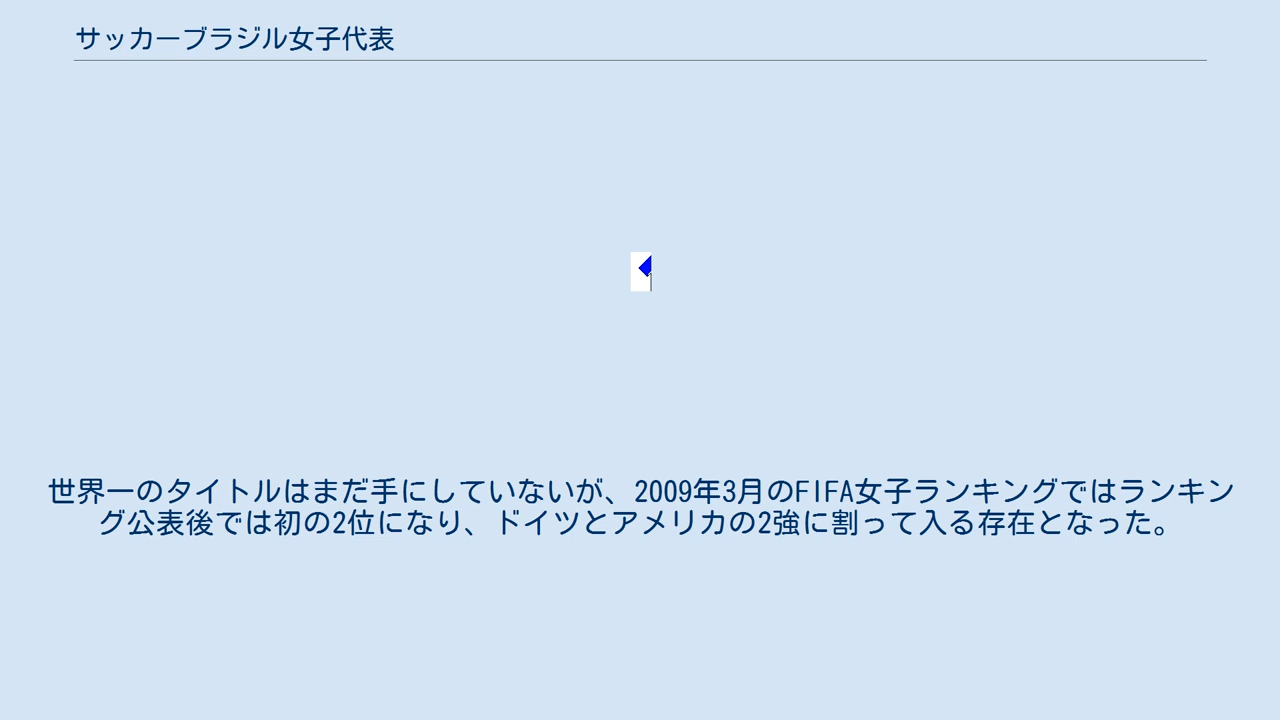 サッカーブラジル女子代表
世界一のタイトルはまだ手にしていないが、2009年3月のFIFA女子ランキングではランキン
グ公表後では初の2位になり、ドイツとアメリカの2強に割って入る存在となった。